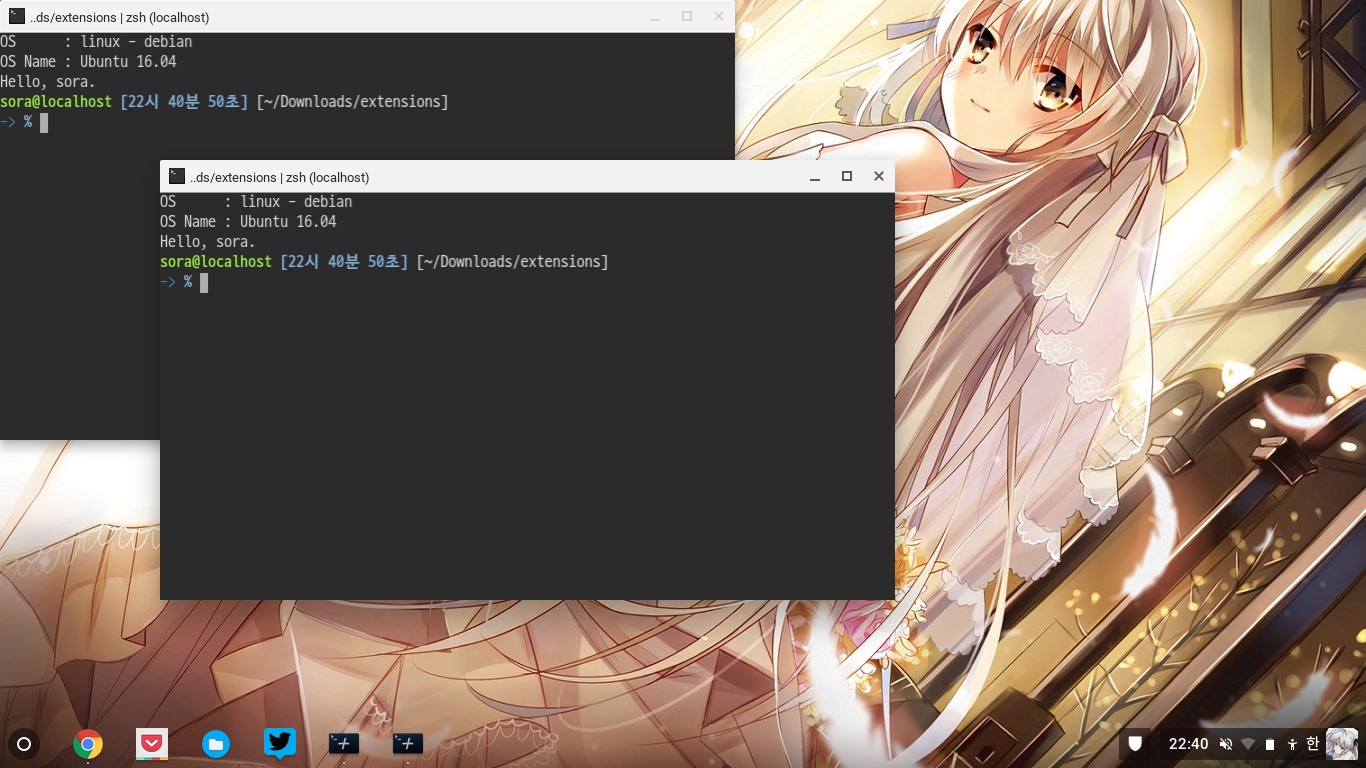 ..ds/extensions | zsh (localhost)
OS      : linux - debian
OS Name : Ubuntu 16.04
Hello, sora.
sora@localhost [22시 40분 50초] [~/Downloads/extensions]
-> %
..ds/extensions | zsh (localhost)
OS      : linux - debian
OS Name : Ubuntu 16.04
Hello, sora.
sora@localhost [22시 40분 50초] [~/Downloads/extensions]
-> %
22:40 한